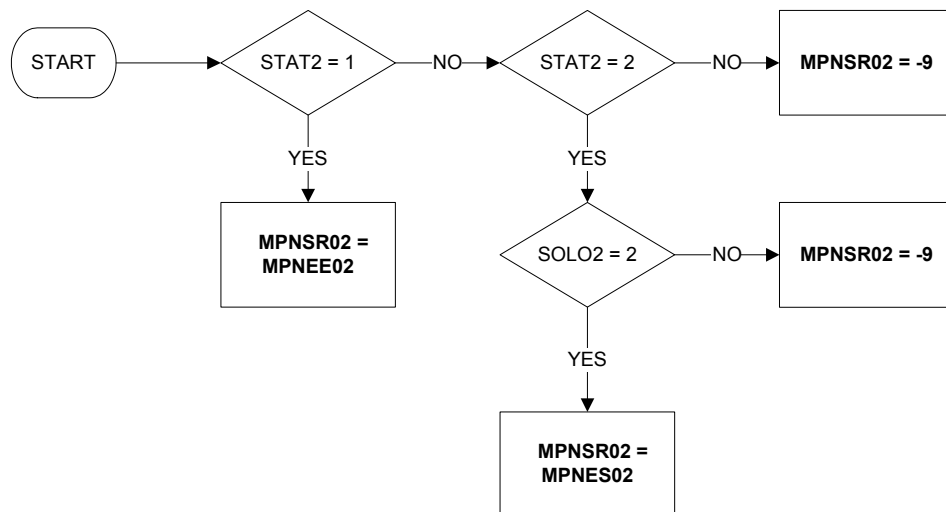 START
STAT2 = 1
NO
STAT2 = 2
NO
MPNSR02 = -9
YES
YES
MPNSR02 =
MPNEE02
SOLO2 = 2
NO
MPNSR02 = -9
YES
MPNSR02 =
MPNES02